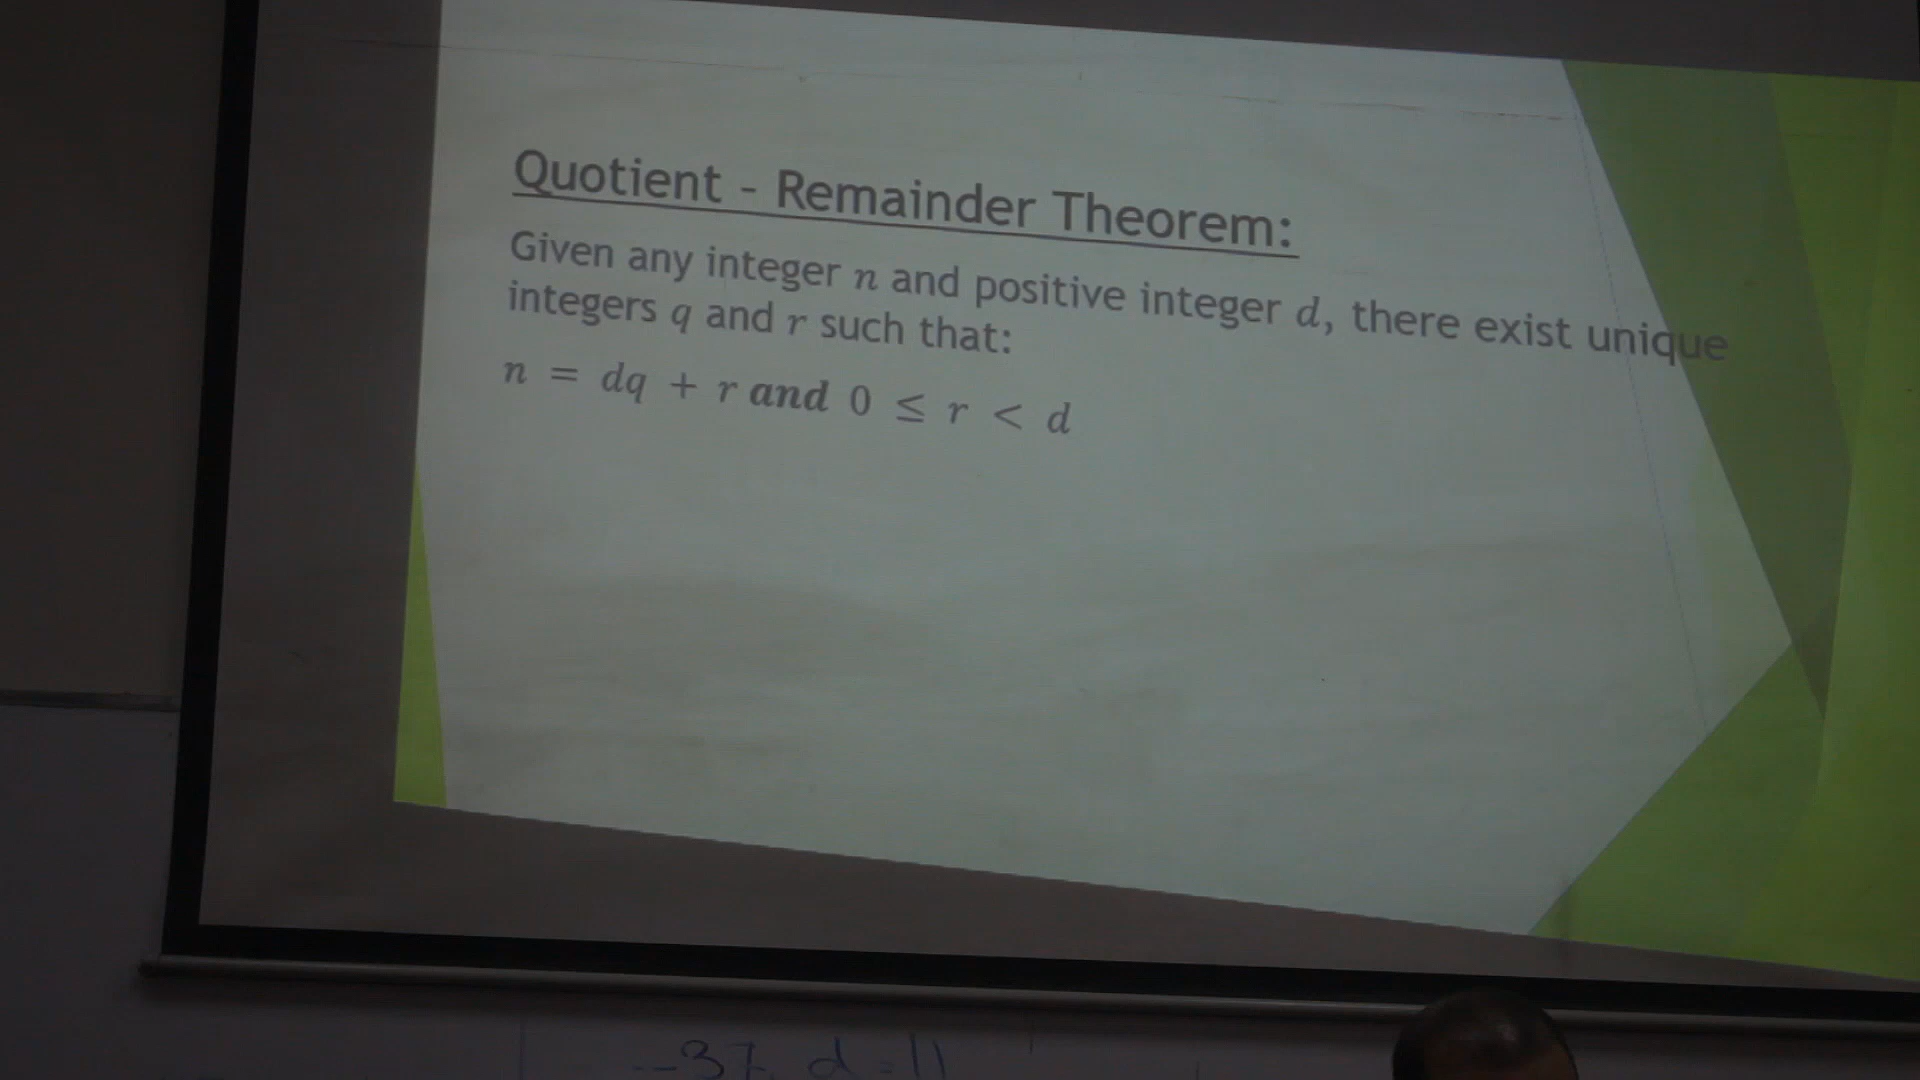 Quotient - Remainder Theorem:
Given any integer n and positive integer d, there exist unique
integers q and r such that:
n = dq + r and 0 ≤ r < d
-37, d = 11